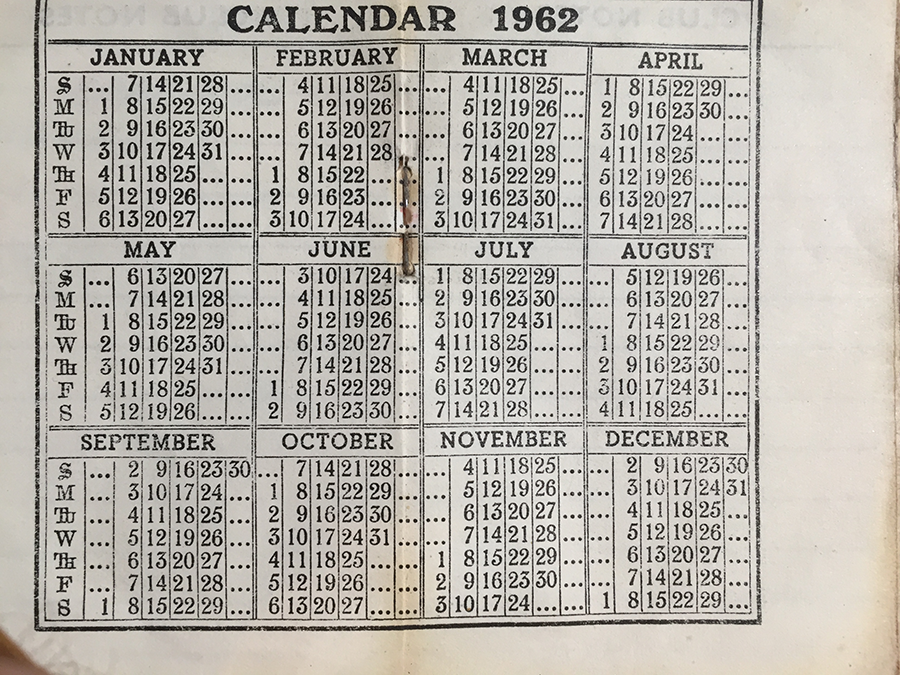 CALENDAR 1962
JANUARY FEBRUARY MARCH APRIL
S ... 7 14 21 28 ... ... 4 11 18 25 ... ... 4 11 18 25 ... 1 8 15 22 29 ...
M 1 8 15 22 29 ... ... 5 12 19 26 ... ... 5 12 19 26 ... 2 9 16 23 30 ...
TU 2 9 16 23 30 ... ... 6 13 20 27 ... ... 6 13 20 27 ... 3 10 17 24 ... ...
W 3 10 17 24 31 ... ... 7 14 21 28 ... ... 7 14 21 28 ... 4 11 18 25 ... ...
TH 4 11 18 25 ... ... 1 8 15 22 ... ... 1 8 15 22 29 ... 5 12 19 26 ... ...
F 5 12 19 26 ... ... 2 9 16 23 ... ... 2 9 16 23 30 ... 6 13 20 27 ... ...
S 6 13 20 27 ... ... 3 10 17 24 ... ... 3 10 17 24 31 ... 7 14 21 28 ... ...
MAY JUNE JULY AUGUST
S ... 6 13 20 27 ... ... 3 10 17 24 ... 1 8 15 22 29 ... ... 5 12 19 26 ...
M ... 7 14 21 28 ... ... 4 11 18 25 ... 2 9 16 23 30 ... ... 6 13 20 27 ...
TU 1 8 15 22 29 ... ... 5 12 19 26 ... 3 10 17 24 31 ... ... 7 14 21 28 ...
W 2 9 16 23 30 ... ... 6 13 20 27 ... 4 11 18 25 ... ... 1 8 15 22 29 ...
TH 3 10 17 24 31 ... ... 7 14 21 28 ... 5 12 19 26 ... ... 2 9 16 23 30 ...
F 4 11 18 25 ... ... 1 8 15 22 29 ... 6 13 20 27 ... ... 3 10 17 24 31 ...
S 5 12 19 26 ... ... 2 9 16 23 30 ... 7 14 21 28 ... ... 4 11 18 25 ... ...
SEPTEMBER OCTOBER NOVEMBER DECEMBER
S ... 2 9 16 23 30 ... 7 14 21 28 ... ... 4 11 18 25 ... ... 2 9 16 23 30
M ... 3 10 17 24 ... 1 8 15 22 29 ... ... 5 12 19 26 ... ... 3 10 17 24 31
TU ... 4 11 18 25 ... 2 9 16 23 30 ... ... 6 13 20 27 ... ... 4 11 18 25 ...
W ... 5 12 19 26 ... 3 10 17 24 31 ... ... 7 14 21 28 ... ... 5 12 19 26 ...
TH ... 6 13 20 27 ... 4 11 18 25 ... ... 1 8 15 22 29 ... ... 6 13 20 27 ...
F ... 7 14 21 28 ... 5 12 19 26 ... ... 2 9 16 23 30 ... ... 7 14 21 28 ...
S 1 8 15 22 29 ... 6 13 20 27 ... ... 3 10 17 24 ... ... 1 8 15 22 29 ...